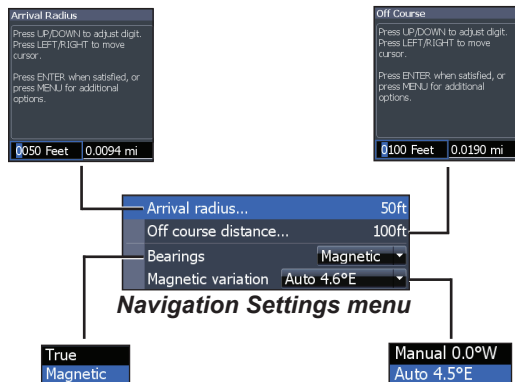 Arrival Radius
Press UP/DOWN to adjust digit.
Press LEFT/RIGHT to move
cursor.
Press ENTER when satisfied, or
press MENU for additional
options.
0050 Feet 0.0094 mi
Off Course
Press UP/DOWN to adjust digit.
Press LEFT/RIGHT to move
cursor.
Press ENTER when satisfied, or
press MENU for additional
options.
0100 Feet 0.0190 mi
Arrival radius... 50ft
Off course distance... 100ft
Bearings Magnetic
Magnetic variation Auto 4.6°E
Navigation Settings menu
True
Magnetic
Manual 0.0°W
Auto 4.5°E